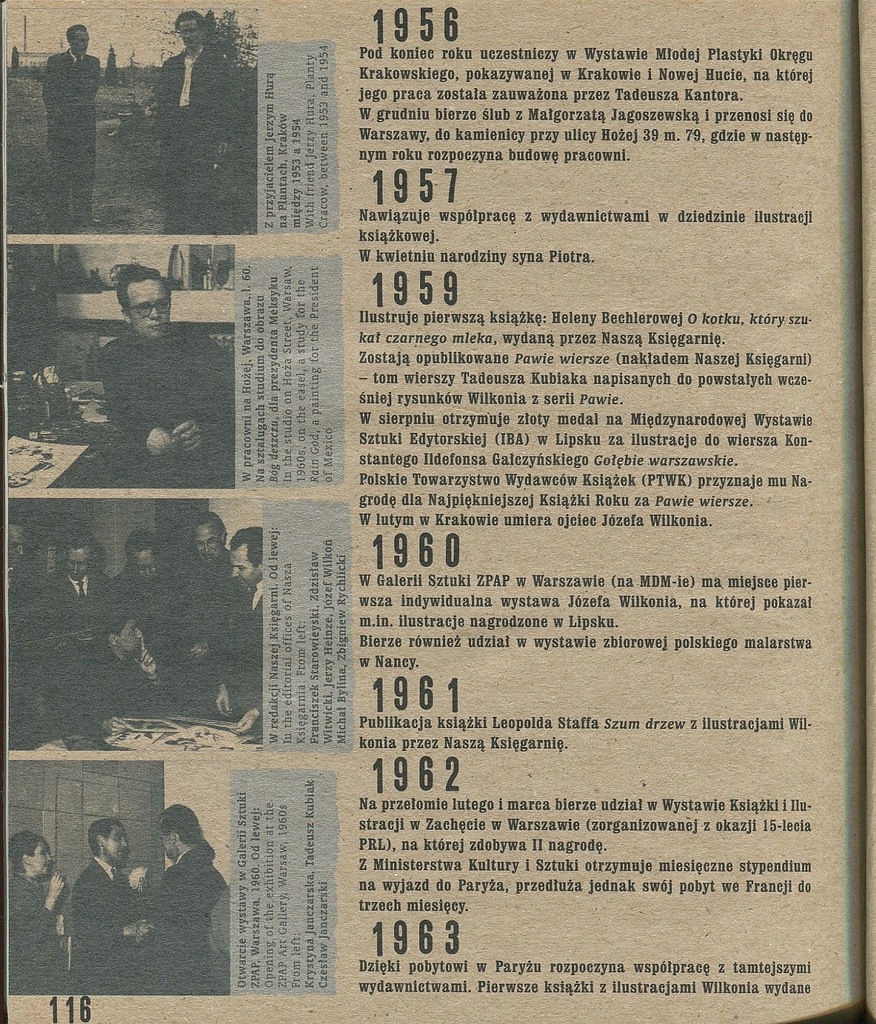 Z przyjacielem Jerzym Hurą
na Plantach, Kraków
między 1953 a 1954
With friend Jerzy Hura, Planty
Cracow, between 1953 and 1954
W pracowni na Hożej, Warszawa, l. 60.
Na sztalugach studium do obrazu
Bóg deszczu, dla prezydenta Meksyku
In the studio on Hoża Street, Warsaw,
1960s, on the easel, a study for the
Rain God, a painting for the President
of Mexico
W redakcji Naszej Księgarni. Od lewej:
In the editorial offices of Nasza
Księgarnia. From left:
Franciszek Starowieyski, Zdzisław
Witwicki, Jerzy Heinze, Józef Wilkoń
Michał Bylina, Zbigniew Rychlicki
Otwarcie wystawy w Galerii Sztuki
ZPAP, Warszawa, 1960. Od lewej:
Opening of the exhibition at the
ZPAP Art Gallery, Warsaw, 1960s
From left:
Krystyna Janczarska, Tadeusz Kubiak
Czesław Janczarski
116
1956
Pod koniec roku uczestniczy w Wystawie Młodej Plastyki Okręgu
Krakowskiego, pokazywanej w Krakowie i Nowej Hucie, na której
jego praca została zauważona przez Tadeusza Kantora.
W grudniu bierze ślub z Małgorzatą Jagoszewską i przenosi się do
Warszawy, do kamienicy przy ulicy Hożej 39 m. 79, gdzie w następ-
nym roku rozpoczyna budowę pracowni.
1957
Nawiązuje współpracę z wydawnictwami w dziedzinie ilustracji
książkowej.
W kwietniu narodziny syna Piotra.
1959
Ilustruje pierwszą książkę: Heleny Bechlerowej O kotku, który szu-
kał czarnego mleka, wydaną przez Naszą Księgarnię.
Zostają opublikowane Pawie wiersze (nakładem Naszej Księgarni)
– tom wierszy Tadeusza Kubiaka napisanych do powstałych wcze-
śniej rysunków Wilkonia z serii Pawie.
W sierpniu otrzymuje złoty medal na Międzynarodowej Wystawie
Sztuki Edytorskiej (IBA) w Lipsku za ilustracje do wiersza Kon-
stantego Ildefonsa Gałczyńskiego Gołębie warszawskie.
Polskie Towarzystwo Wydawców Książek (PTWK) przyznaje mu Na-
grodę dla Najpiękniejszej Książki Roku za Pawie wiersze.
W lutym w Krakowie umiera ojciec Józefa Wilkonia.
1960
W Galerii Sztuki ZPAP w Warszawie (na MDM-ie) ma miejsce pier-
wsza indywidualna wystawa Józefa Wilkonia, na której pokazał
m.in. ilustracje nagrodzone w Lipsku.
Bierze również udział w wystawie zbiorowej polskiego malarstwa
w Nancy.
1961
Publikacja książki Leopolda Staffa Szum drzew z ilustracjami Wil-
konia przez Naszą Księgarnię.
1962
Na przełomie lutego i marca bierze udział w Wystawie Książki i Ilu-
stracji w Zachęcie w Warszawie (zorganizowanej z okazji 15-lecia
PRL), na której zdobywa II nagrodę.
Z Ministerstwa Kultury i Sztuki otrzymuje miesięczne stypendium
na wyjazd do Paryża, przedłuża jednak swój pobyt we Francji do
trzech miesięcy.
1963
Dzięki pobytowi w Paryżu rozpoczyna współpracę z tamtejszymi
wydawnictwami. Pierwsze książki z ilustracjami Wilkonia wydane